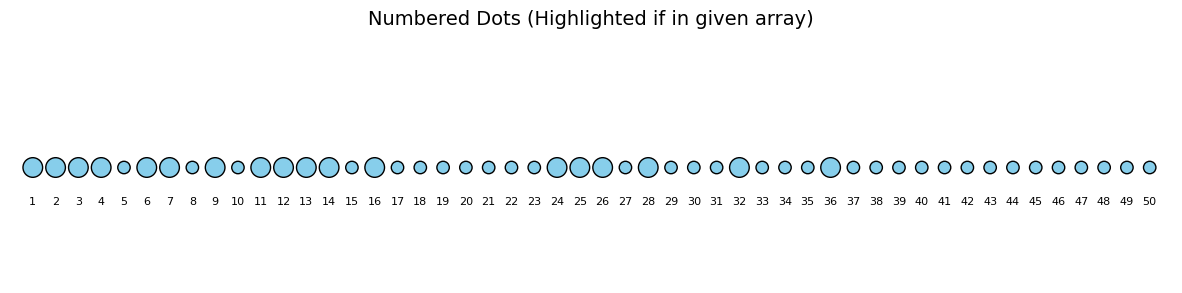 Numbered Dots (Highlighted if in given array)
1 2 3 4 5 6 7 8 9 10 11 12 13 14 15 16 17 18 19 20 21 22 23 24 25 26 27 28 29 30 31 32 33 34 35 36 37 38 39 40 41 42 43 44 45 46 47 48 49 50